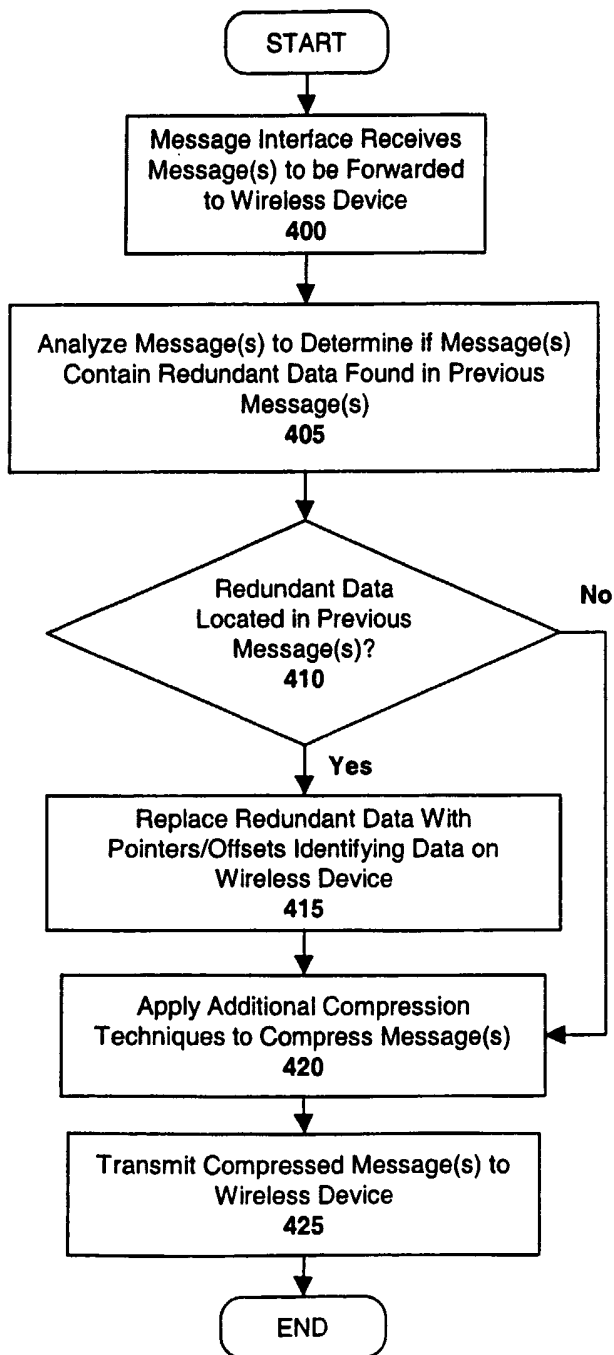 START
Message Interface Receives
Message(s) to be Forwarded
to Wireless Device
400
Analyze Message(s) to Determine if Message(s)
Contain Redundant Data Found in Previous
Message(s)
405
Redundant Data
Located in Previous
Message(s)?
410
No
Yes
Replace Redundant Data With
Pointers/Offsets Identifying Data on
Wireless Device
415
Apply Additional Compression
Techniques to Compress Message(s)
420
Transmit Compressed Message(s) to
Wireless Device
425
END